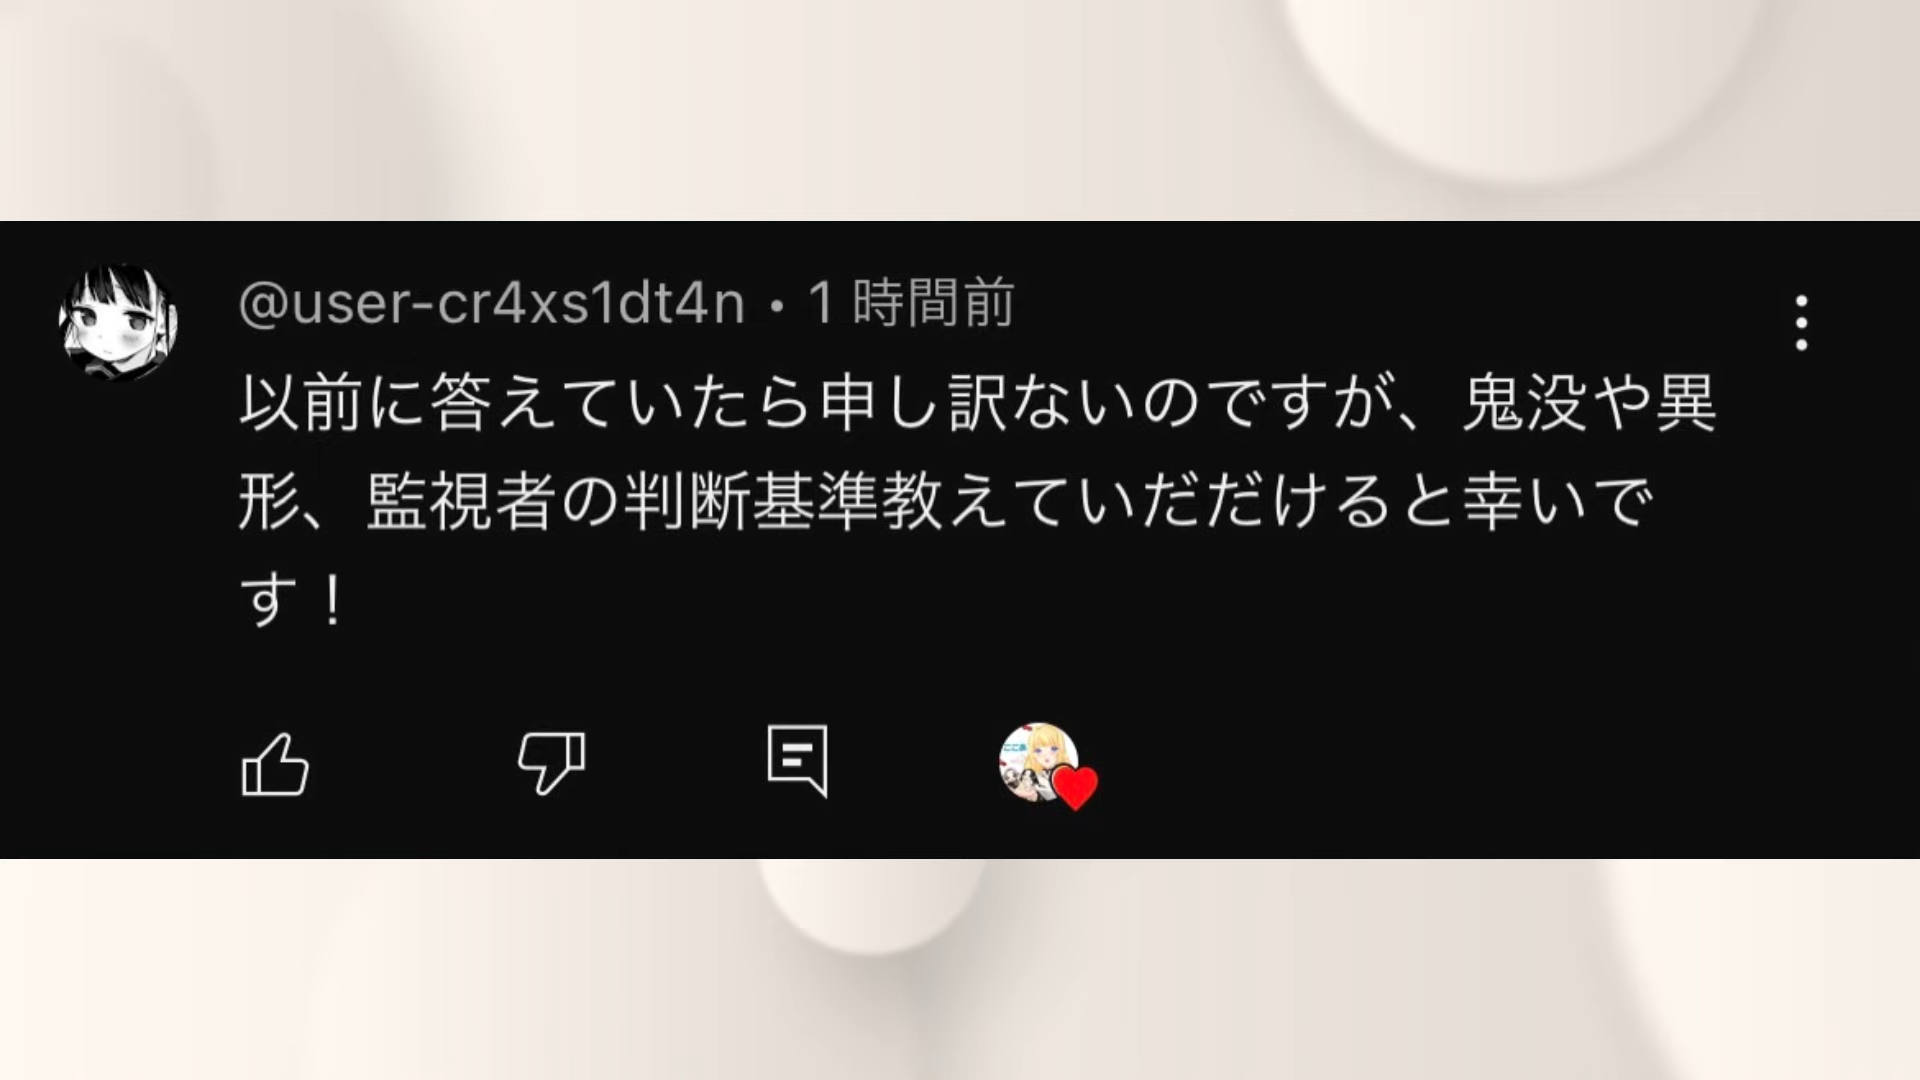 @user-cr4xs1dt4n・1 時間前
以前に答えていたら申し訳ないのですが、鬼没や異
形、監視者の判断基準教えていだだけると幸いで
す！